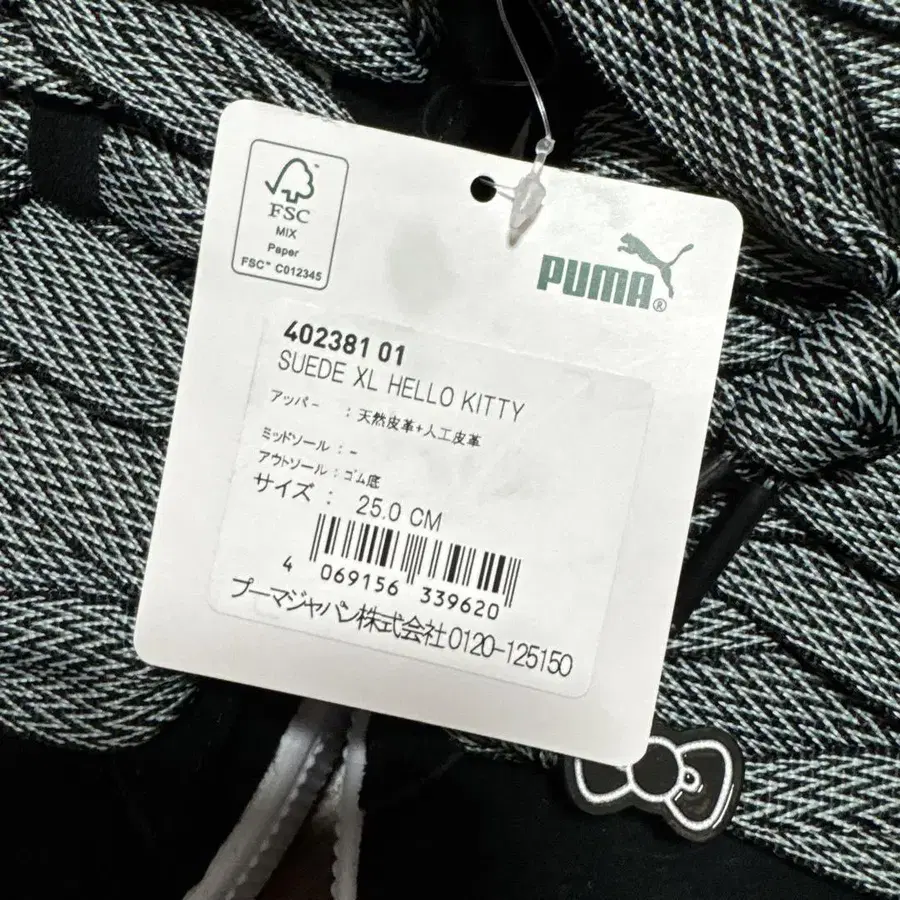 FSC
MIX
Paper
FSC™ C012345
PUMA®
402381 01
SUEDE XL HELLO KITTY
アッパー : 天然皮革+人工皮革
ミッドソール : -
アウトソール : ゴム底
サイズ : 25.0 CM
4 069156 339620
プーマジャパン株式会社0120-125150